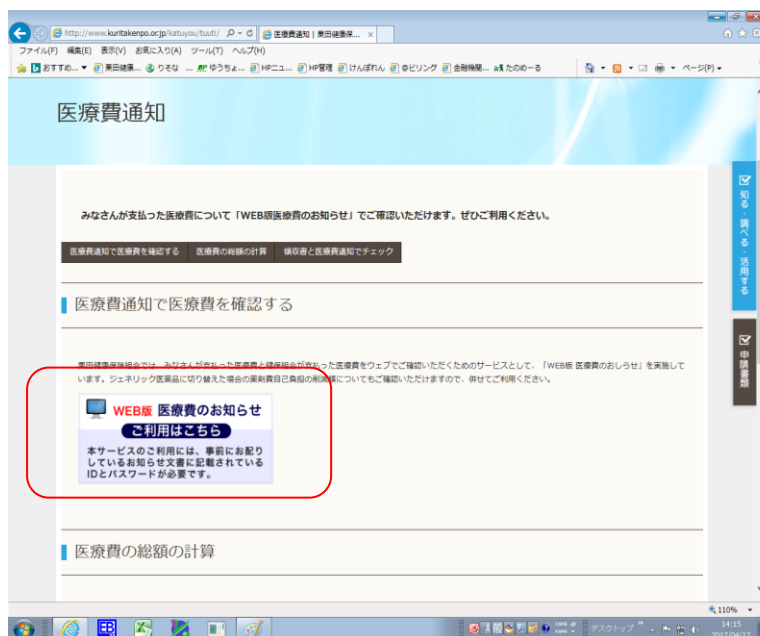 http://www.kuritakenpo.or.jp/katuyou/tuuti/
医療費通知 | 栗田健康保...
ファイル(F) 編集(E) 表示(V) お気に入り(A) ツール(T) ヘルプ(H)
おすすめ... 栗田健康... りそな ... ゆうちょ... HPニュ... HP管理 けんぽれん 金融機関... たのめーる ページ(P)
医療費通知
みなさんが支払った医療費について「WEB版医療費のお知らせ」でご確認いただけます。ぜひご利用ください。
医療費通知で医療費を確認する 医療費の総額の計算 領収書と医療費通知でチェック
医療費通知で医療費を確認する
栗田健康保険組合では、みなさんが支払った医療費と健保組合が支払った医療費をウェブでご確認いただくためのサービスとして、「WEB版 医療費のおしらせ」を実施して
います。ジェネリック医薬品に切り替えた場合の薬剤費自己負担の削減額についてもご確認いただけますので、併せてご利用ください。
WEB版 医療費のお知らせ
ご利用はこちら
本サービスのご利用には、事前にお配り
しているお知らせ文書に記載されている
IDとパスワードが必要です。
医療費の総額の計算
知る・調べる・活用する
申請書類
110%
デスクトップ
14:15